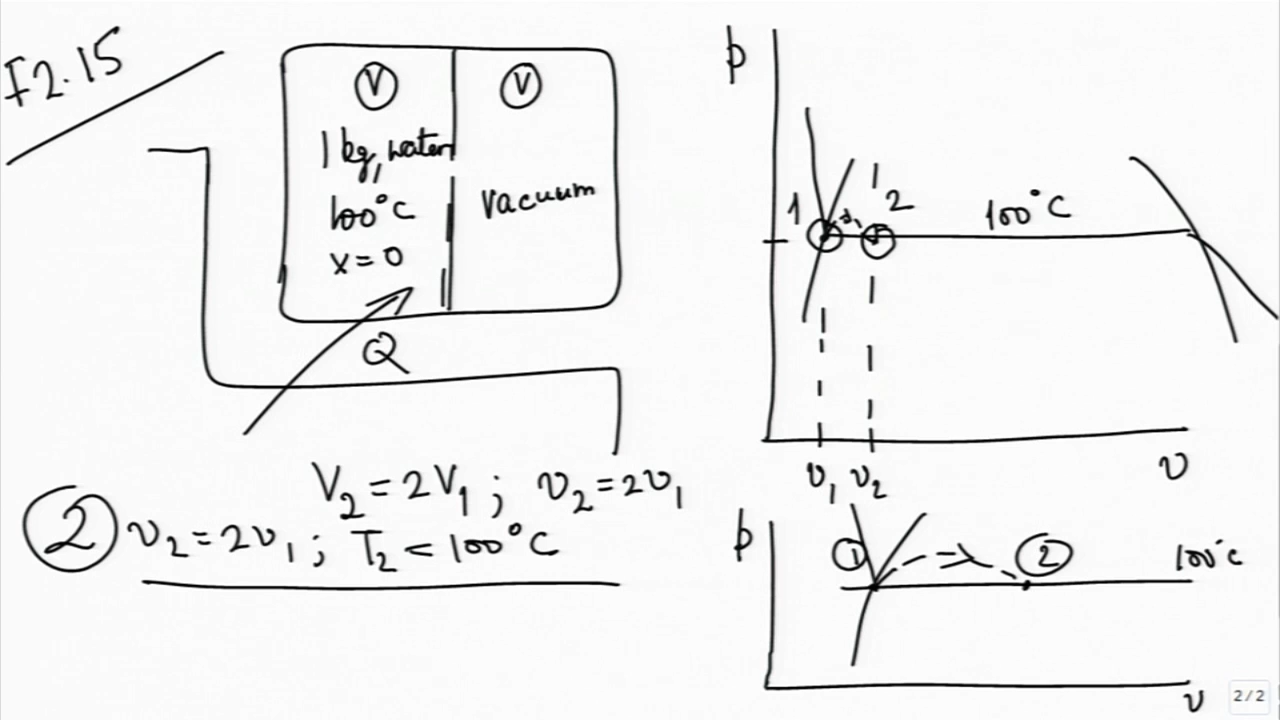 F2.15
V V
1 kg, water
100°C
x = 0
Vacuum
Q
V₂ = 2V₁ ; v₂ = 2v₁
2 v₂ = 2v₁ ; T₂ = 100°C
p
1 2 100°C
v₁ v₂ v
p 1 2 100°C
v
2/2